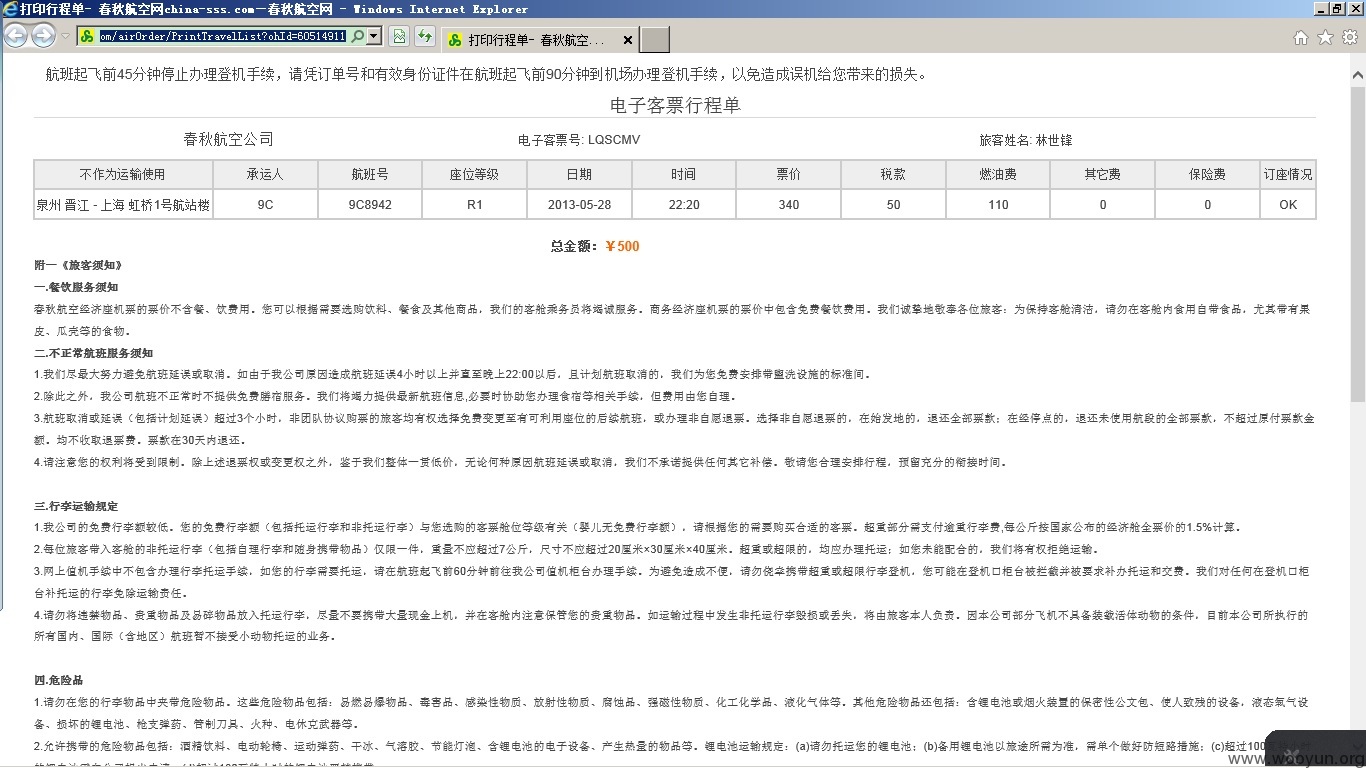 打印行程单- 春秋航空网china-sss.com－春秋航空网 - Windows Internet Explorer
om/airOrder/PrintTravelList?ohId=60514911
打印行程单- 春秋航空...
航班起飞前45分钟停止办理登机手续，请凭订单号和有效身份证件在航班起飞前90分钟到机场办理登机手续，以免造成误机给您带来的损失。
电子客票行程单
春秋航空公司 电子客票号: LQSCMV 旅客姓名: 林世锋
不作为运输使用 承运人 航班号 座位等级 日期 时间 票价 税款 燃油费 其它费 保险费 订座情况
泉州 晋江 - 上海 虹桥1号航站楼 9C 9C8942 R1 2013-05-28 22:20 340 50 110 0 0 OK
总金额：￥500
附一《旅客须知》
一.餐饮服务须知
春秋航空经济座机票的票价不含餐、饮费用。您可以根据需要选购饮料、餐食及其他商品，我们的客舱乘务员将竭诚服务。商务经济座机票的票价中包含免费餐饮费用。我们诚挚地敬奉各位旅客：为保持客舱清洁，请勿在客舱内食用自带食品，尤其带有果
皮、瓜壳等的食物。
二.不正常航班服务须知
1.我们尽最大努力避免航班延误或取消。如由于我公司原因造成航班延误4小时以上并直至晚上22:00以后，且计划航班取消的，我们为您免费安排带盥洗设施的标准间。
2.除此之外，我公司航班不正常时不提供免费膳宿服务。我们将竭力提供最新航班信息,必要时协助您办理食宿等相关手续，但费用由您自理。
3.航班取消或延误（包括计划延误）超过3个小时，非团队协议购票的旅客均有权选择免费变更至有可利用座位的后续航班，或办理非自愿退票。选择非自愿退票的，在始发地的，退还全部票款；在经停点的，退还未使用航段的全部票款，不超过原付票款金
额。均不收取退票费。票款在30天内退还。
4.请注意您的权利将受到限制。除上述退票权或变更权之外，鉴于我们整体一贯低价，无论何种原因航班延误或取消，我们不承诺提供任何其它补偿。敬请您合理安排行程，预留充分的衔接时间。
三.行李运输规定
1.我公司的免费行李额较低。您的免费行李额（包括托运行李和非托运行李）与您选购的客票舱位等级有关（婴儿无免费行李额），请根据您的需要购买合适的客票。超重部分需支付逾重行李费,每公斤按国家公布的经济舱全票价的1.5%计算。
2.每位旅客带入客舱的非托运行李（包括自理行李和随身携带物品）仅限一件，重量不应超过7公斤，尺寸不应超过20厘米×30厘米×40厘米。超重或超限的，均应办理托运；如您未能配合的，我们将有权拒绝运输。
3.网上值机手续中不包含办理行李托运手续，如您的行李需要托运，请在航班起飞前60分钟前往我公司值机柜台办理手续。为避免造成不便，请勿侥幸携带超重或超限行李登机，您可能在登机口柜台被拦截并被要求补办托运和交费。我们对任何在登机口柜
台补托运的行李免除运输责任。
4.请勿将违禁物品、贵重物品及易碎物品放入托运行李，尽量不要携带大量现金上机，并在客舱内注意保管您的贵重物品。如运输过程中发生非托运行李毁损或丢失，将由旅客本人负责。因本公司部分飞机不具备装载活体动物的条件，目前本公司所执行的
所有国内、国际（含地区）航班暂不接受小动物托运的业务。
四.危险品
1.请勿在您的行李物品中夹带危险物品。这些危险物品包括：易燃易爆物品、毒害品、感染性物质、放射性物质、腐蚀品、强磁性物质、化工化学品、液化气体等。其他危险物品还包括：含锂电池或烟火装置的保密性公文包、使人致残的设备，液态氧气设
备、损坏的锂电池、枪支弹药、管制刀具、火种、电休克武器等。
2.允许携带的危险物品包括：酒精饮料、电动轮椅、运动弹药、干冰、气溶胶、节能灯泡、含锂电池的电子设备、产生热量的物品等。锂电池运输规定：(a)请勿托运您的锂电池；(b)备用锂电池以旅途所需为准，需单个做好防短路措施；(c)超过100
www.wooyun.org